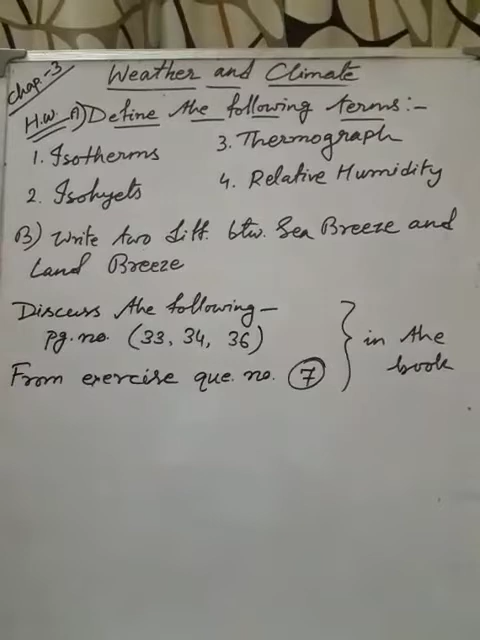 Chap.-3
Weather and Climate
H.W. A) Define the following terms:-
1. Isotherms
2. Isohyets
3. Thermograph
4. Relative Humidity
B) Write two diff. btw. Sea Breeze and
Land Breeze
Discuss the following-
pg. no. (33, 34, 36)
From exercise que. no. 7
} in the
book